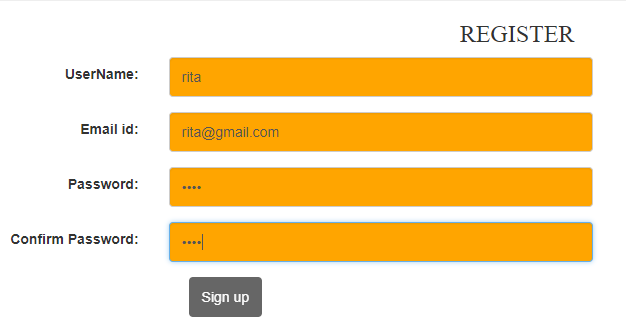 REGISTER
UserName: rita
Email id: rita@gmail.com
Password: ••••
Confirm Password: ••••
Sign up